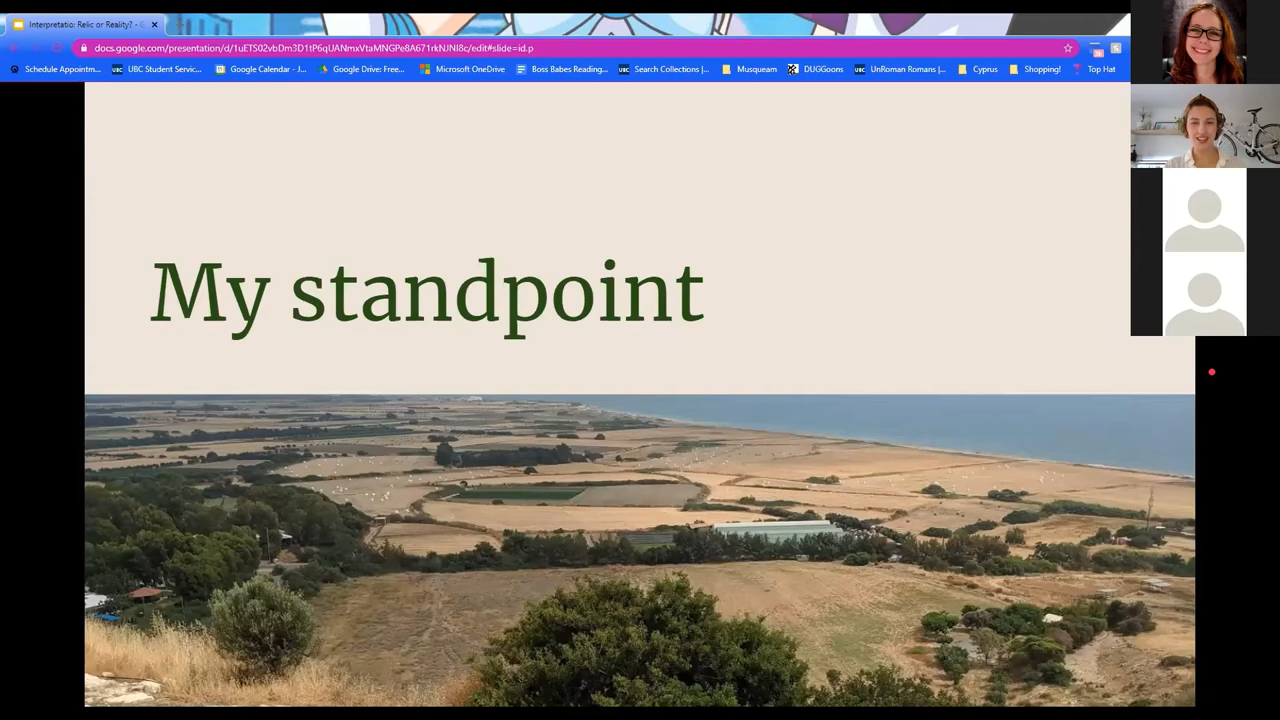 Interpretatio: Relic or Reality? - G
docs.google.com/presentation/d/1uETS02vbDm3D1tP6qUANmxVtaMNGPe8A671rkNJNI8c/edit#slide=id.p
Schedule Appointm... UBC Student Servic... Google Calendar - J... Google Drive: Free... Microsoft OneDrive Boss Babes Reading... Search Collections |... Musqueam DUGGoons UnRoman Romans |... Cyprus Shopping! Top Hat
My standpoint